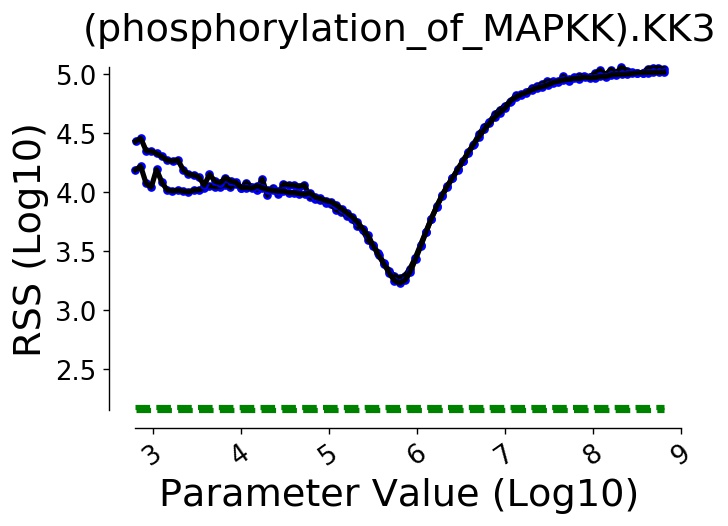 (phosphorylation_of_MAPKK).KK3
5.0
4.5
4.0
3.5
3.0
2.5
RSS (Log10)
3 4 5 6 7 8 9
Parameter Value (Log10)